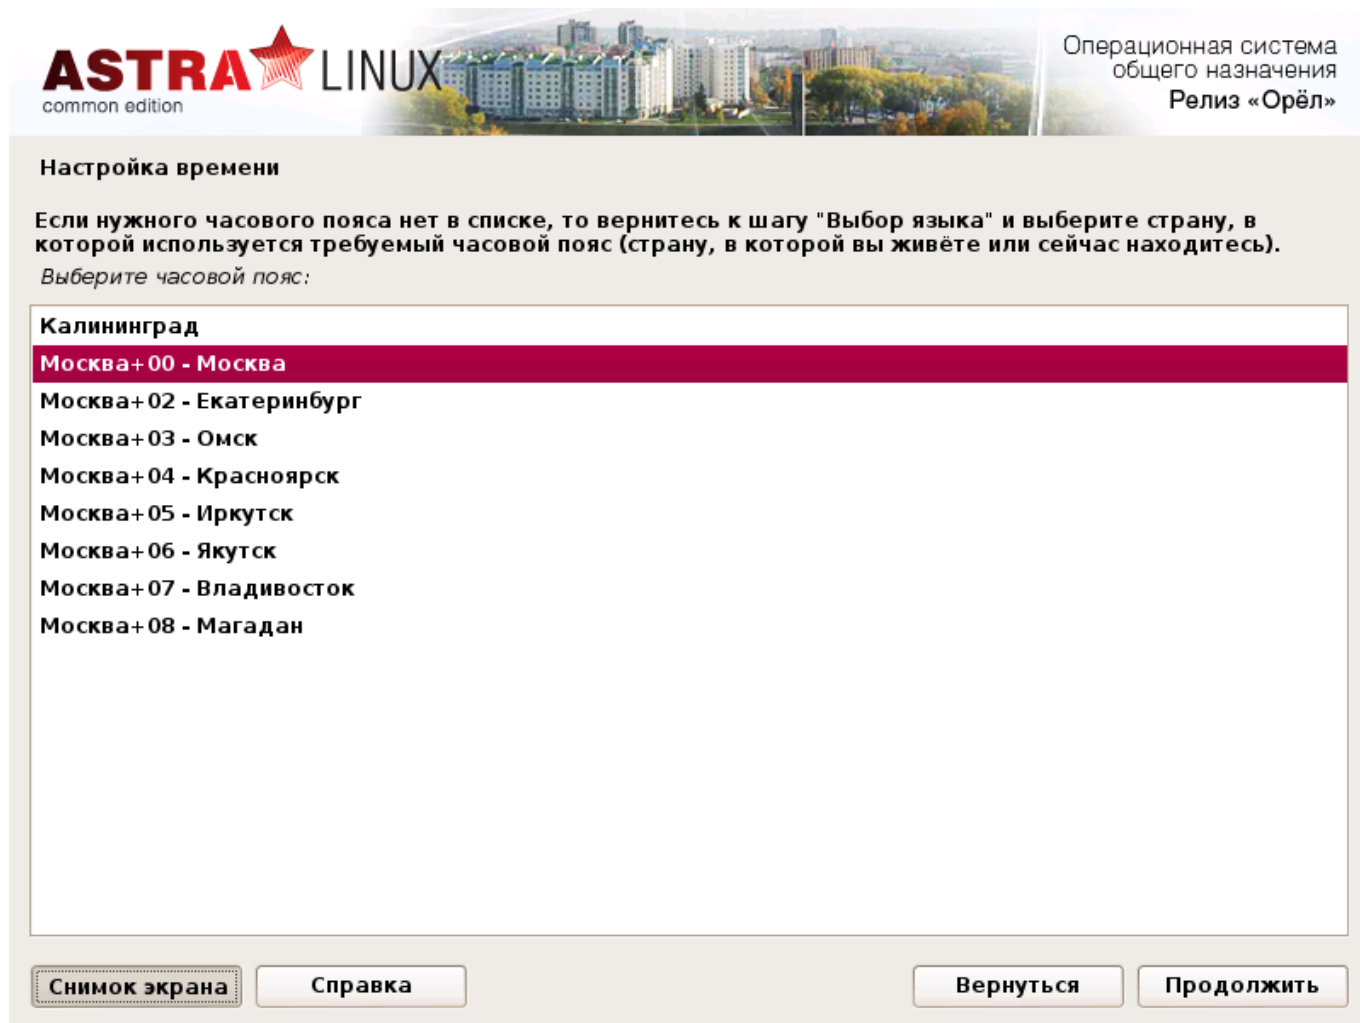 ASTRA LINUX
common edition
Операционная система
общего назначения
Релиз «Орёл»
Настройка времени
Если нужного часового пояса нет в списке, то вернитесь к шагу "Выбор языка" и выберите страну, в
которой используется требуемый часовой пояс (страну, в которой вы живёте или сейчас находитесь).
Выберите часовой пояс:
Калининград
Москва+00 - Москва
Москва+02 - Екатеринбург
Москва+03 - Омск
Москва+04 - Красноярск
Москва+05 - Иркутск
Москва+06 - Якутск
Москва+07 - Владивосток
Москва+08 - Магадан
Снимок экрана Справка Вернуться Продолжить